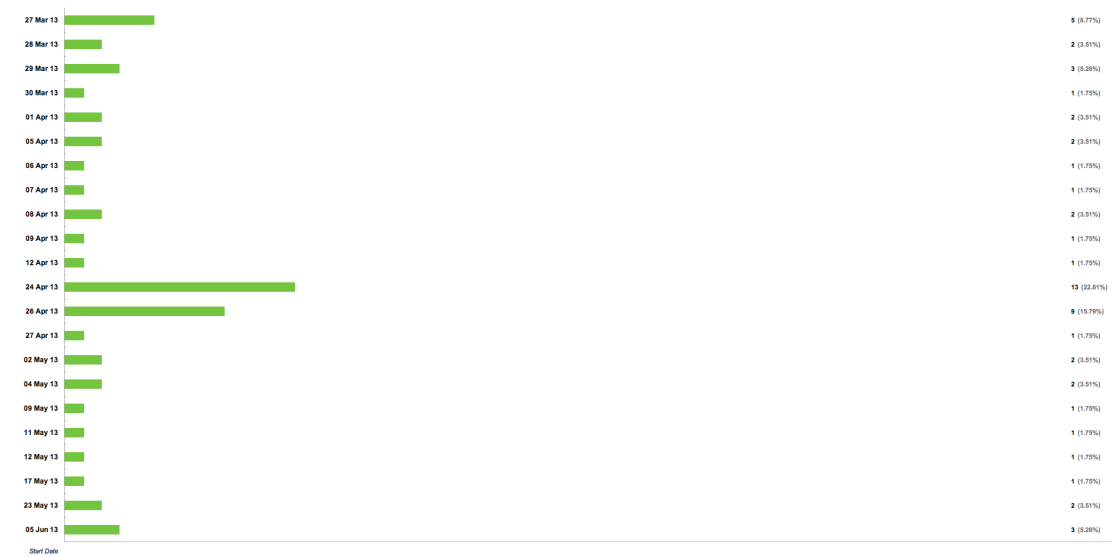 27 Mar 13 5 (8.77%)
28 Mar 13 2 (3.51%)
29 Mar 13 3 (5.26%)
30 Mar 13 1 (1.75%)
01 Apr 13 2 (3.51%)
05 Apr 13 2 (3.51%)
06 Apr 13 1 (1.75%)
07 Apr 13 1 (1.75%)
08 Apr 13 2 (3.51%)
09 Apr 13 1 (1.75%)
12 Apr 13 1 (1.75%)
24 Apr 13 13 (22.81%)
26 Apr 13 9 (15.79%)
27 Apr 13 1 (1.75%)
02 May 13 2 (3.51%)
04 May 13 2 (3.51%)
09 May 13 1 (1.75%)
11 May 13 1 (1.75%)
12 May 13 1 (1.75%)
17 May 13 1 (1.75%)
23 May 13 2 (3.51%)
05 Jun 13 3 (5.26%)
Start Date